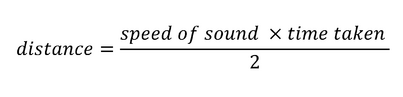 distance = speed of sound × time taken
2